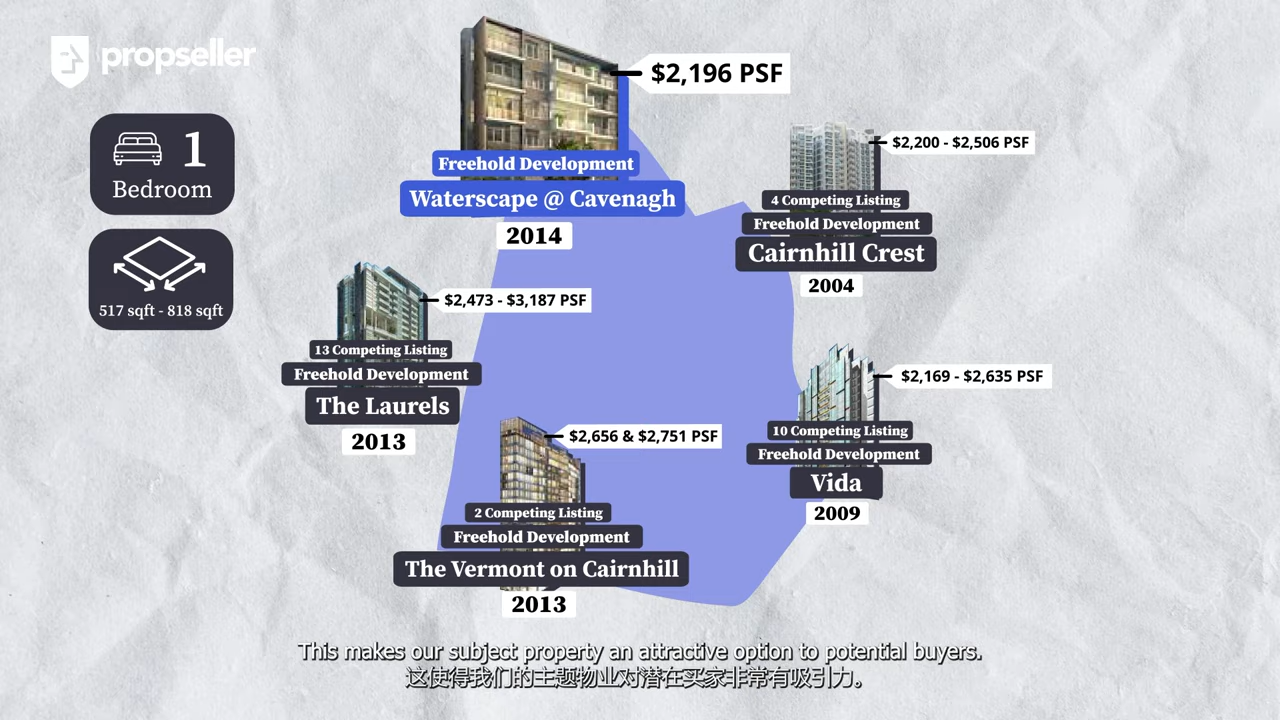 propseller
1
Bedroom
517 sqft - 818 sqft
$2,196 PSF
Freehold Development
Waterscape @ Cavenagh
2014
$2,200 - $2,506 PSF
4 Competing Listing
Freehold Development
Cairnhill Crest
2004
$2,473 - $3,187 PSF
13 Competing Listing
Freehold Development
The Laurels
2013
$2,169 - $2,635 PSF
10 Competing Listing
Freehold Development
Vida
2009
$2,656 & $2,751 PSF
2 Competing Listing
Freehold Development
The Vermont on Cairnhill
2013
This makes our subject property an attractive option to potential buyers.
这使得我们的主题物业对潜在买家非常有吸引力。